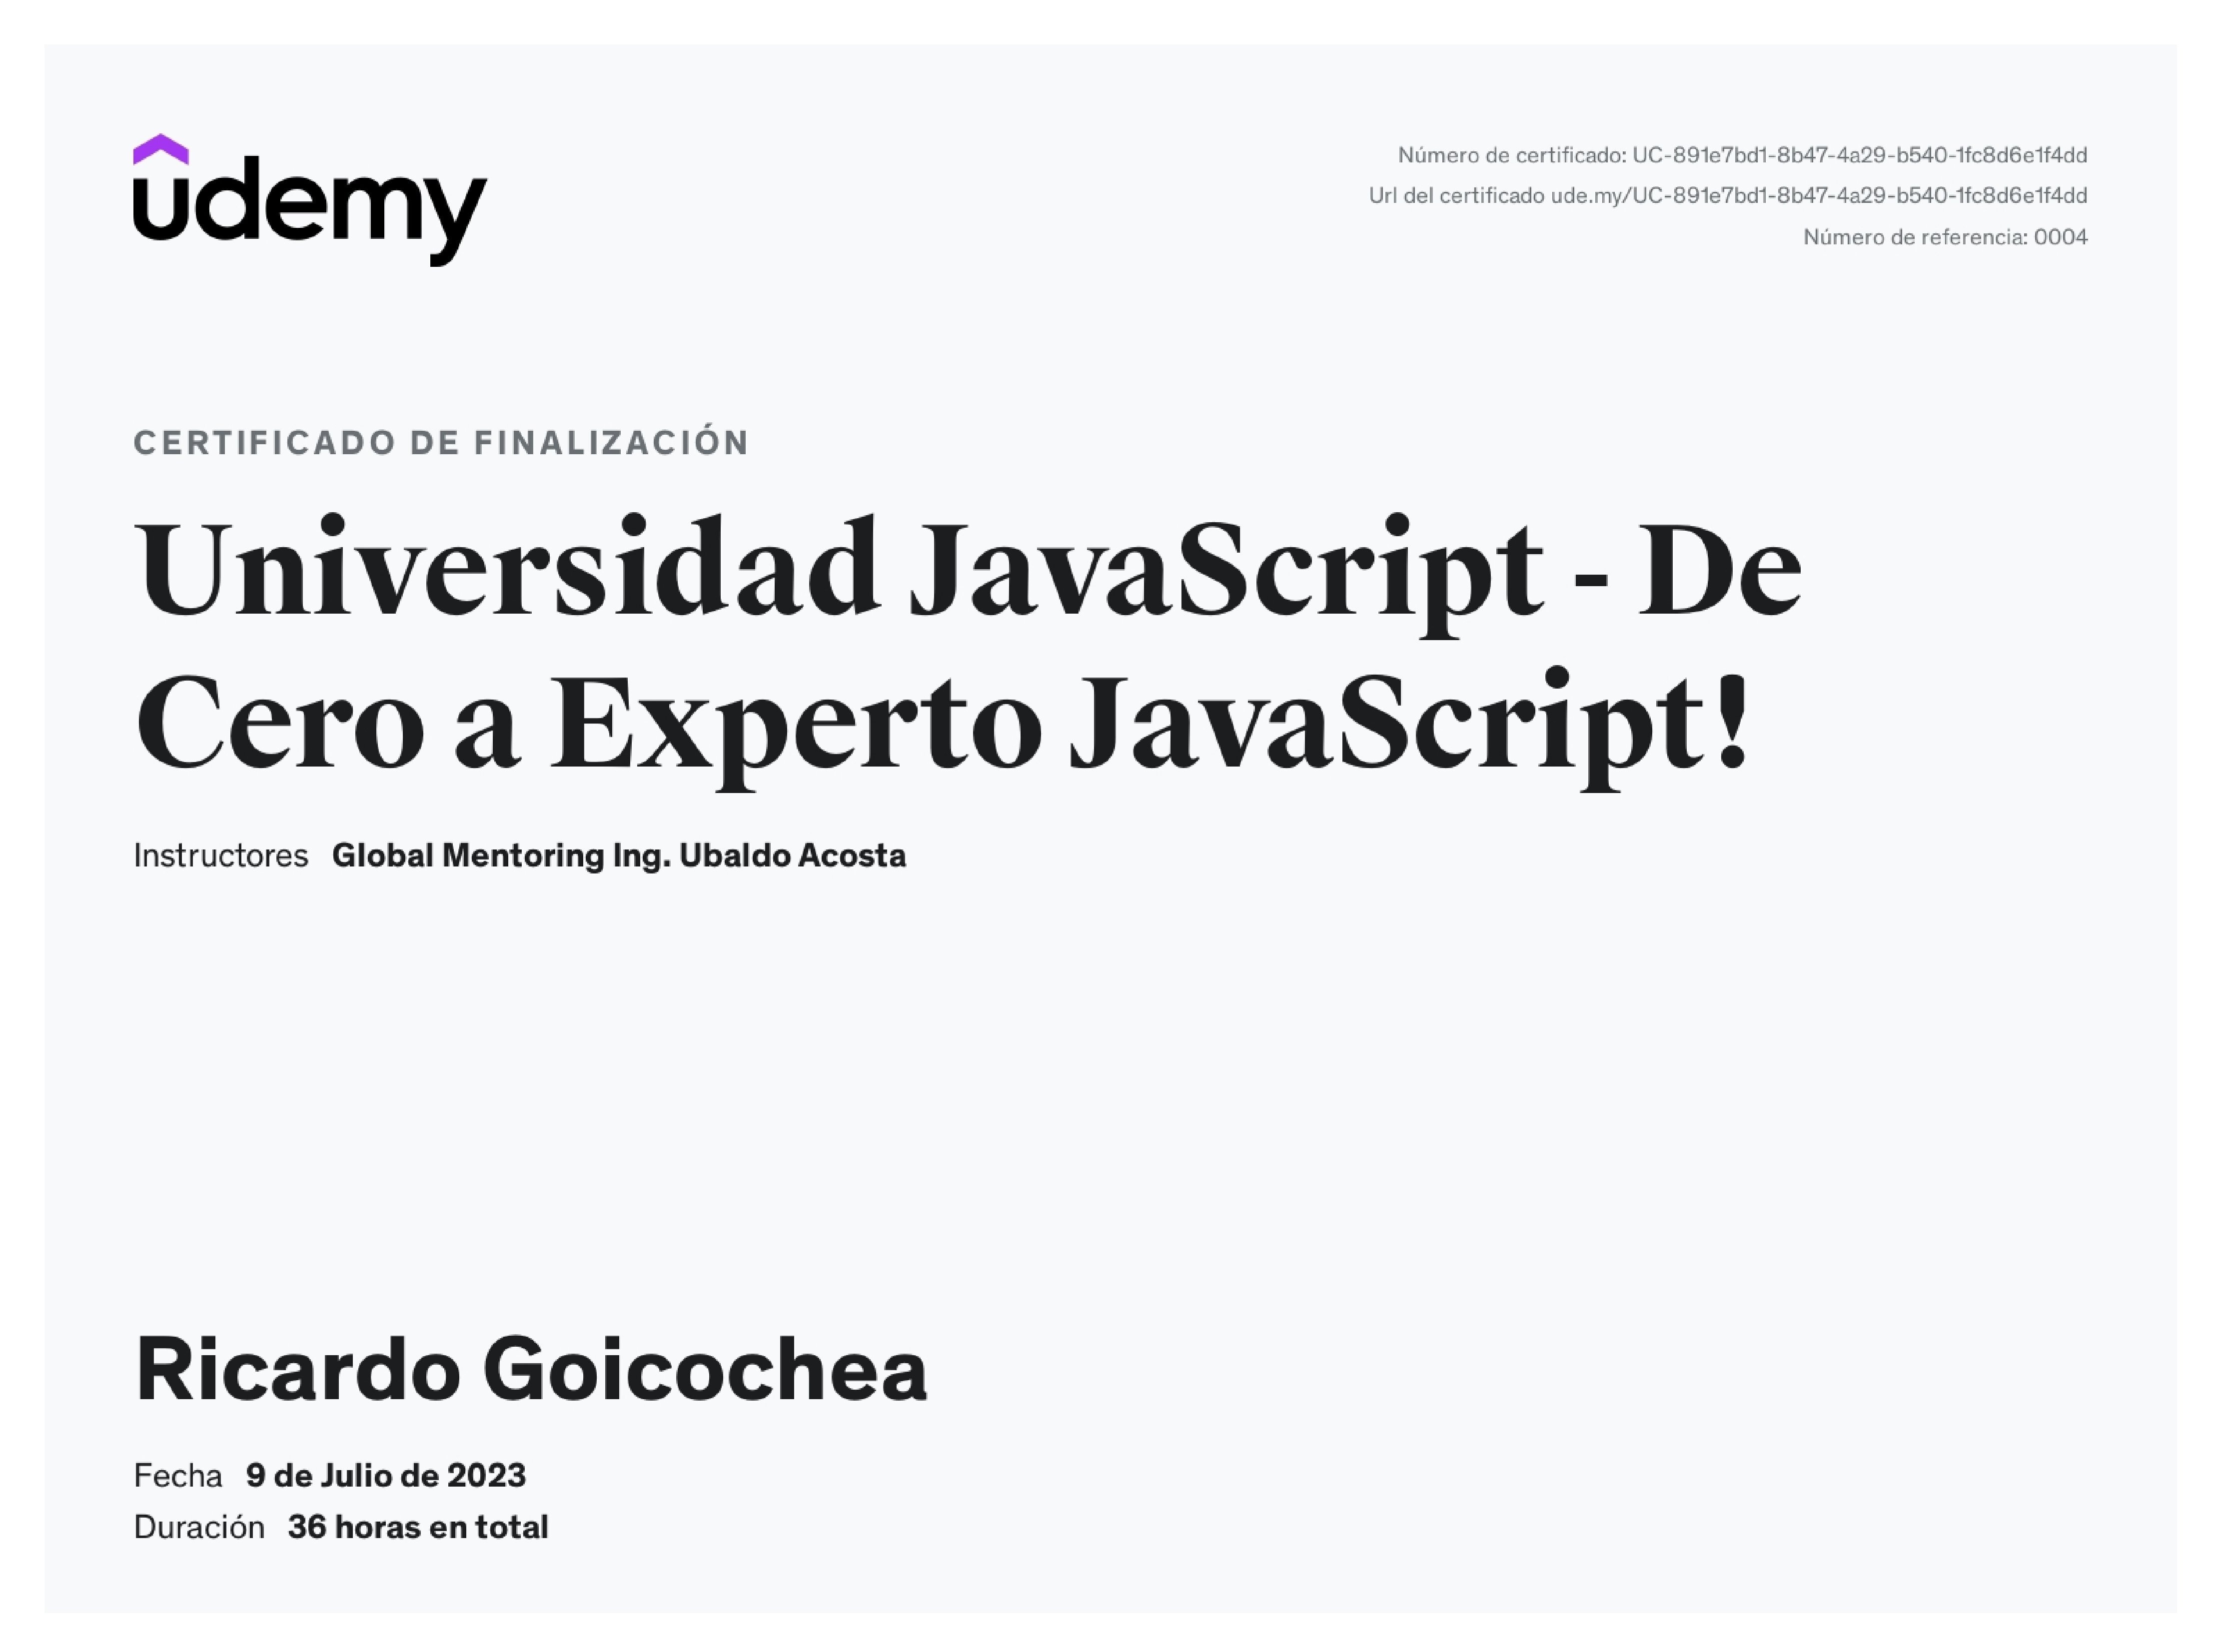 udemy
Número de certificado: UC-891e7bd1-8b47-4a29-b540-1fc8d6e1f4dd
Url del certificado ude.my/UC-891e7bd1-8b47-4a29-b540-1fc8d6e1f4dd
Número de referencia: 0004
CERTIFICADO DE FINALIZACIÓN
Universidad JavaScript - De
Cero a Experto JavaScript!
Instructores Global Mentoring Ing. Ubaldo Acosta
Ricardo Goicochea
Fecha 9 de Julio de 2023
Duración 36 horas en total